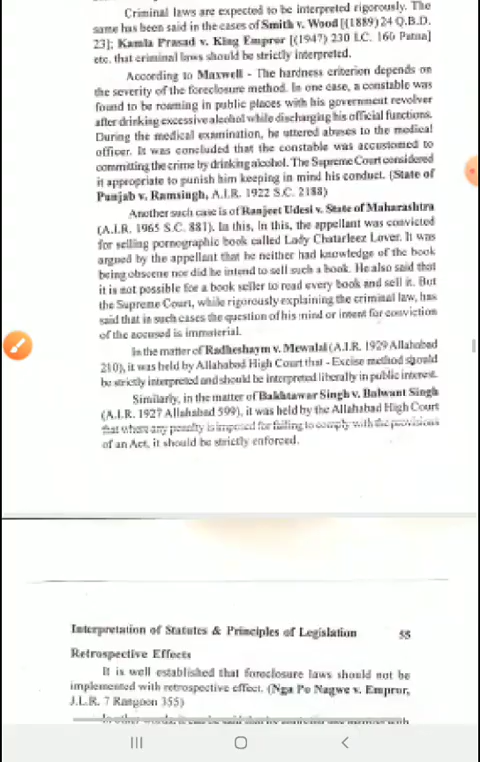 Criminal laws are expected to be interpreted rigorously. The
same has been said in the cases of Smith v. Wood [(1889) 24 Q.B.D.
23]; Kamla Prasad v. King Empror [(1947) 230 I.C. 160 Patna]
etc. that criminal laws should be strictly interpreted.
According to Maxwell - The hardness criterion depends on
the severity of the foreclosure method. In one case, a constable was
found to be roaming in public places with his government revolver
after drinking excessive alcohol while discharging his official functions.
During the medical examination, he uttered abuses to the medical
officer. It was concluded that the constable was accustomed to
committing the crime by drinking alcohol. The Supreme Court considered
it appropriate to punish him keeping in mind his conduct. (State of
Punjab v. Ramsingh, A.I.R. 1922 S.C. 2188)
Another such case is of Ranjeet Udesi v. State of Maharashtra
(A.I.R. 1965 S.C. 881). In this, In this, the appellant was convicted
for selling pornographic book called Lady Chatarleez Lover. It was
argued by the appellant that he neither had knowledge of the book
being obscene nor did he intend to sell such a book. He also said that
it is not possible for a book seller to read every book and sell it. But
the Supreme Court, while rigorously explaining the criminal law, has
said that in such cases the question of his mind or intent for conviction
of the accused is immaterial.
In the matter of Radheshaym v. Mewalal (A.I.R. 1929 Allahabad
210), it was held by Allahabad High Court that - Excise method should
be strictly interpreted and should be interpreted liberally in public interest.
Similarly, in the matter of Bakhtawar Singh v. Balwant Singh
(A.I.R. 1927 Allahabad 599), it was held by the Allahabad High Court
that where any penalty is imposed for failing to comply with the provisions
of an Act, it should be strictly enforced.
Interpretation of Statutes & Principles of Legislation 55
Retrospective Effects
It is well established that foreclosure laws should not be
implemented with retrospective effect. (Nga Po Nagwe v. Empror,
J.L.R. 7 Rangoon 355)